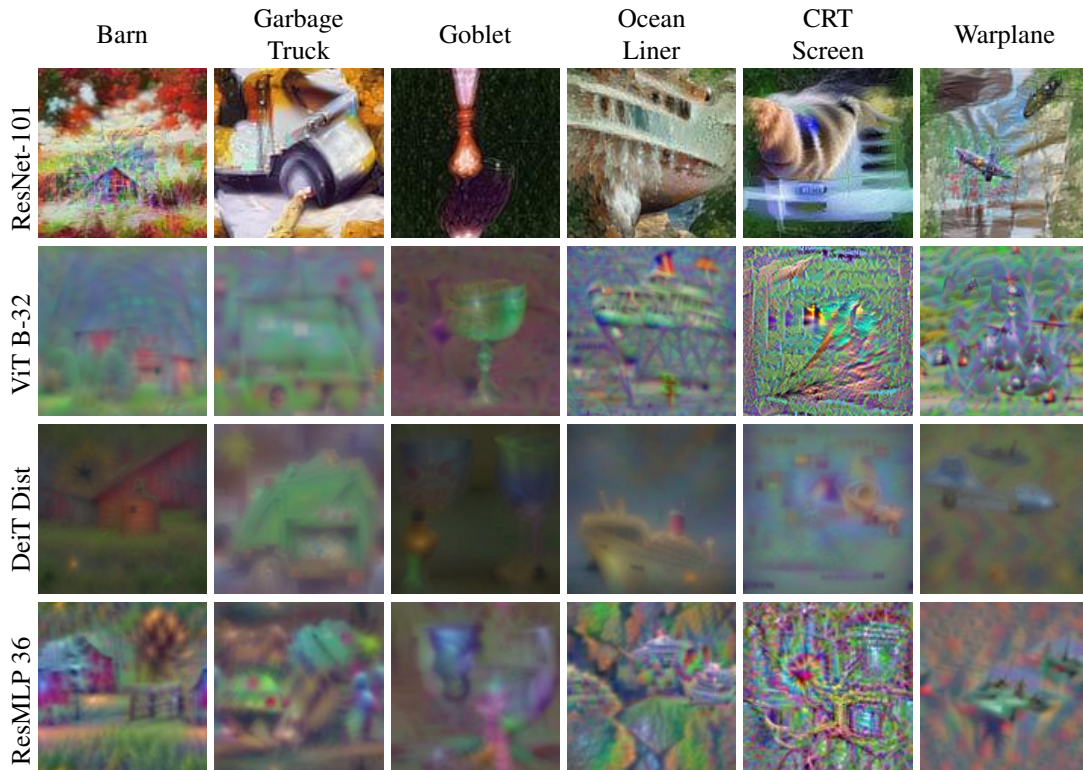 Barn
Garbage
Truck
Goblet
Ocean
Liner
CRT
Screen
Warplane
ResNet-101
ViT B-32
DeiT Dist
ResMLP 36